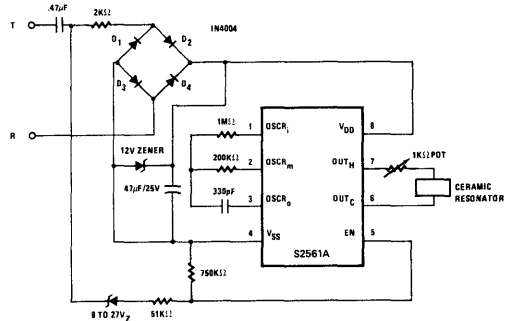 .47μF
T
2KΩ
IN4004
D1
D2
D3
D4
R
12V ZENER
47μF/25V
1MΩ
200KΩ
330pF
1
2
3
4
OSCRi
OSCRm
OSCRo
VSS
VDD
OUTH
OUTC
EN
8
7
6
5
S2561A
1KΩ POT
CERAMIC
RESONATOR
750KΩ
51KΩ
9 TO 27VZ